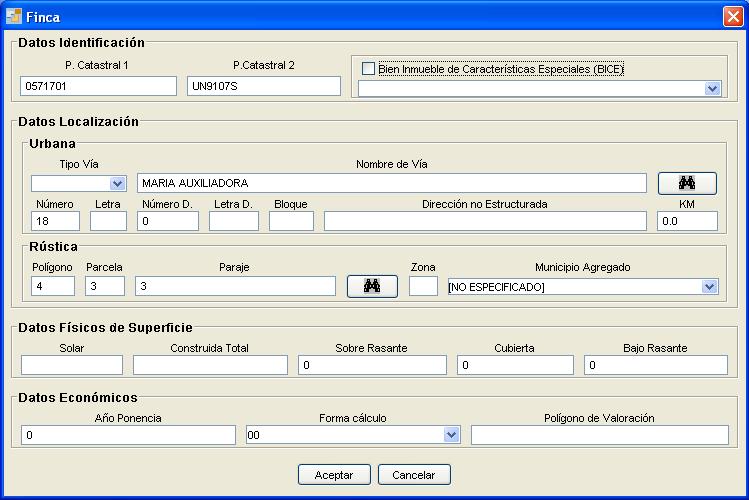 Finca
Datos Identificación
P. Catastral 1 P.Catastral 2
Bien Inmueble de Características Especiales (BICE)
0571701 UN9107S
Datos Localización
Urbana
Tipo Vía Nombre de Vía
MARIA AUXILIADORA
Número Letra Número D. Letra D. Bloque Dirección no Estructurada KM
18 0 0.0
Rústica
Polígono Parcela Paraje Zona Municipio Agregado
4 3 3 [NO ESPECIFICADO]
Datos Físicos de Superficie
Solar Construida Total Sobre Rasante Cubierta Bajo Rasante
0 0 0
Datos Económicos
Año Ponencia Forma cálculo Polígono de Valoración
0 00
Aceptar Cancelar